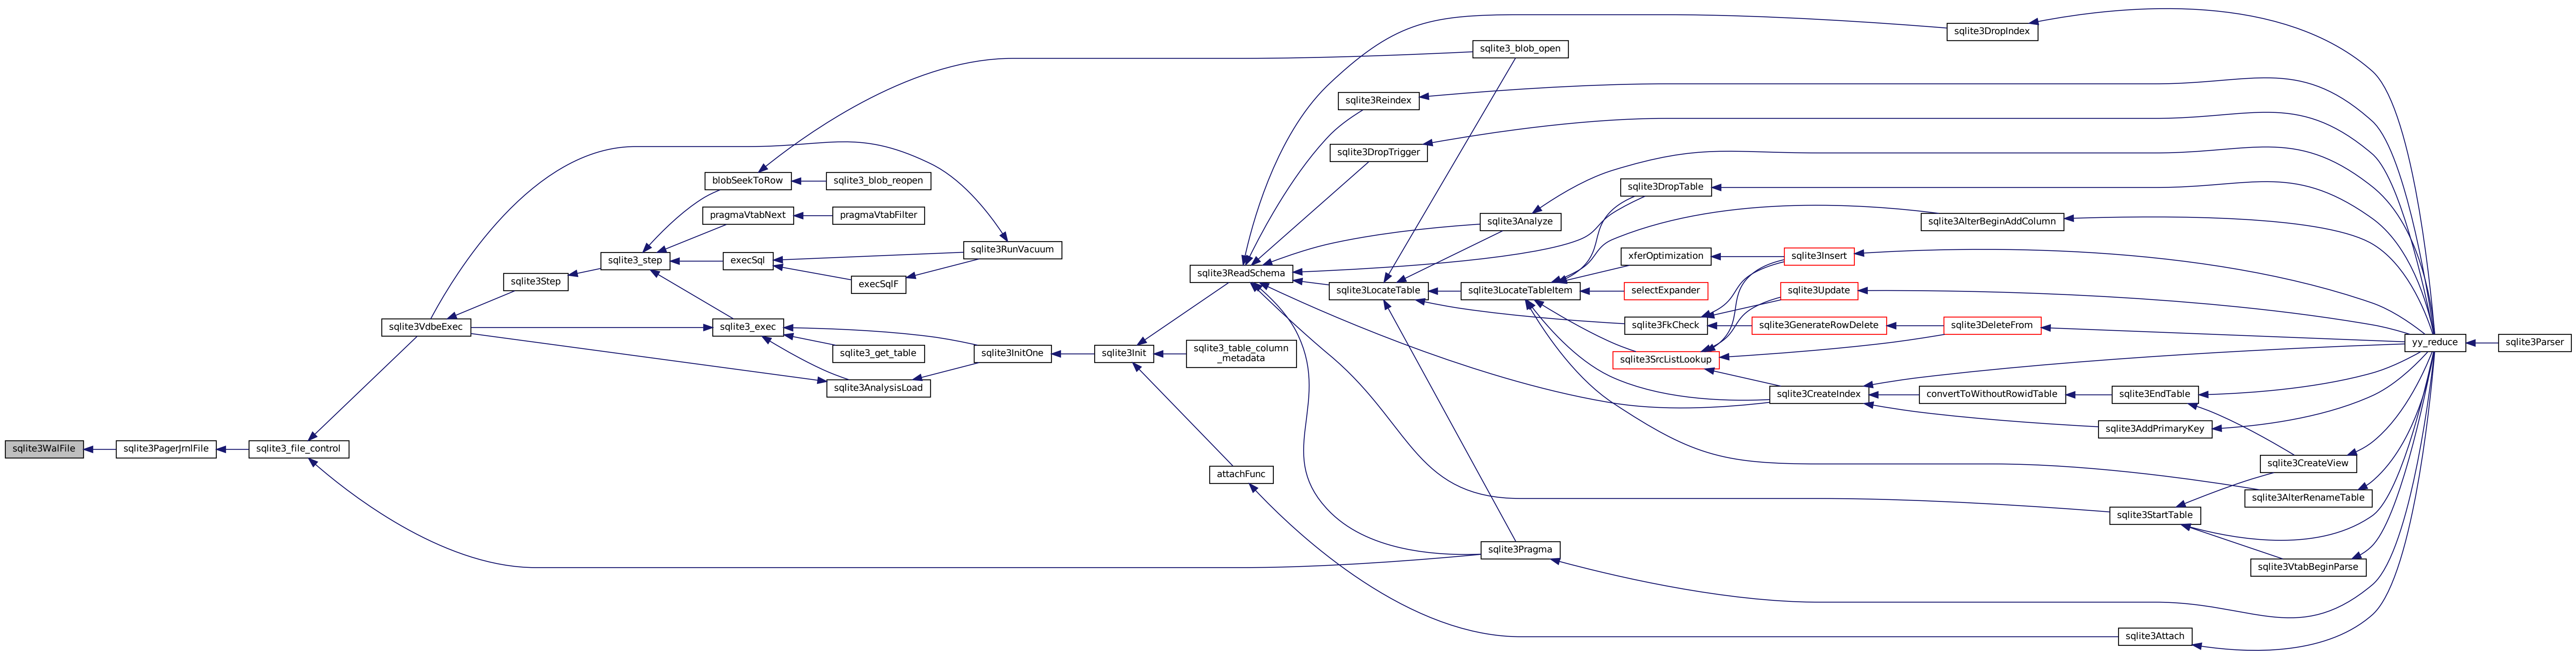 sqlite3WalFile
sqlite3PagerJrnlFile
sqlite3_file_control
sqlite3VdbeExec
sqlite3Step
sqlite3_step
blobSeekToRow
sqlite3_blob_reopen
pragmaVtabNext
pragmaVtabFilter
execSql
execSqlF
sqlite3RunVacuum
sqlite3_exec
sqlite3_get_table
sqlite3AnalysisLoad
sqlite3InitOne
sqlite3Init
sqlite3_table_column
_metadata
attachFunc
sqlite3ReadSchema
sqlite3_blob_open
sqlite3Reindex
sqlite3DropTrigger
sqlite3LocateTable
sqlite3Analyze
sqlite3LocateTableItem
sqlite3Pragma
sqlite3DropTable
xferOptimization
selectExpander
sqlite3FkCheck
sqlite3SrcListLookup
sqlite3Insert
sqlite3Update
sqlite3GenerateRowDelete
sqlite3CreateIndex
sqlite3DropIndex
sqlite3AlterBeginAddColumn
sqlite3DeleteFrom
convertToWithoutRowidTable
sqlite3EndTable
sqlite3AddPrimaryKey
sqlite3CreateView
sqlite3AlterRenameTable
sqlite3StartTable
sqlite3VtabBeginParse
sqlite3Attach
yy_reduce
sqlite3Parser